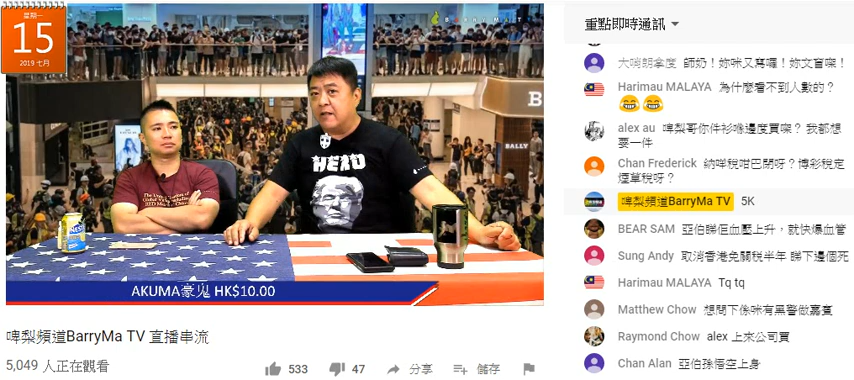 星期一
15
2019 七月
BARRYMATV
HERO
BALLY
B
AKUMA豪鬼 HK$10.00
啤梨頻道BarryMa TV 直播串流
5,049 人正在觀看
533
47
分享
儲存
重點即時通訊
大哨朗拿度 師奶！妳咪又窩囉！妳文盲㗎！
Harimau MALAYA 為什麼看不到人數的？
alex au 啤梨哥你件衫喺邊度買㗎？ 我都想
要一件
Chan Frederick 納咩稅咁巴閉呀？博彩稅定
煙草稅呀？
啤梨頻道BarryMa TV 5K
BEAR SAM 亞伯睇佢血壓上升，就快爆血管
Sung Andy 取消香港免關稅半年 睇下邊個死
Harimau MALAYA Tq tq
Matthew Chow 想問下係咪有黑警做嘉賓
Raymond Chow alex 上來公司買
Chan Alan 亞伯孫悟空上身